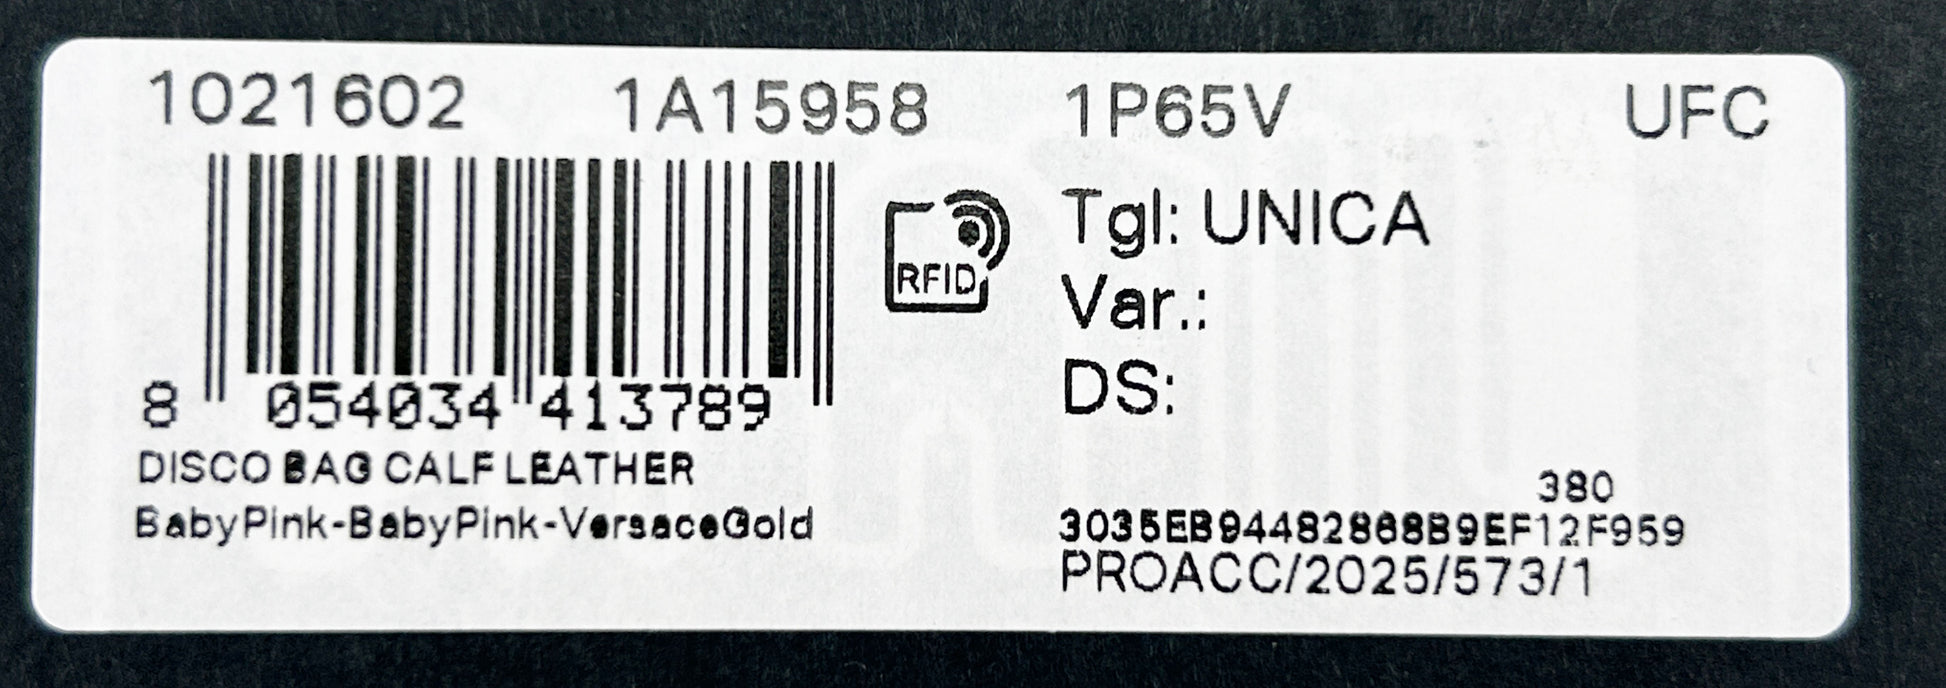 1021602 1A15958 1P65V UFC
RFID
Tgl: UNICA
Var.:
DS:
8 054034 413789
DISCO BAG CALF LEATHER
BabyPink-BabyPink-VersaceGold
380
3035EB94482868B9EF12F959
PROACC/2025/573/1